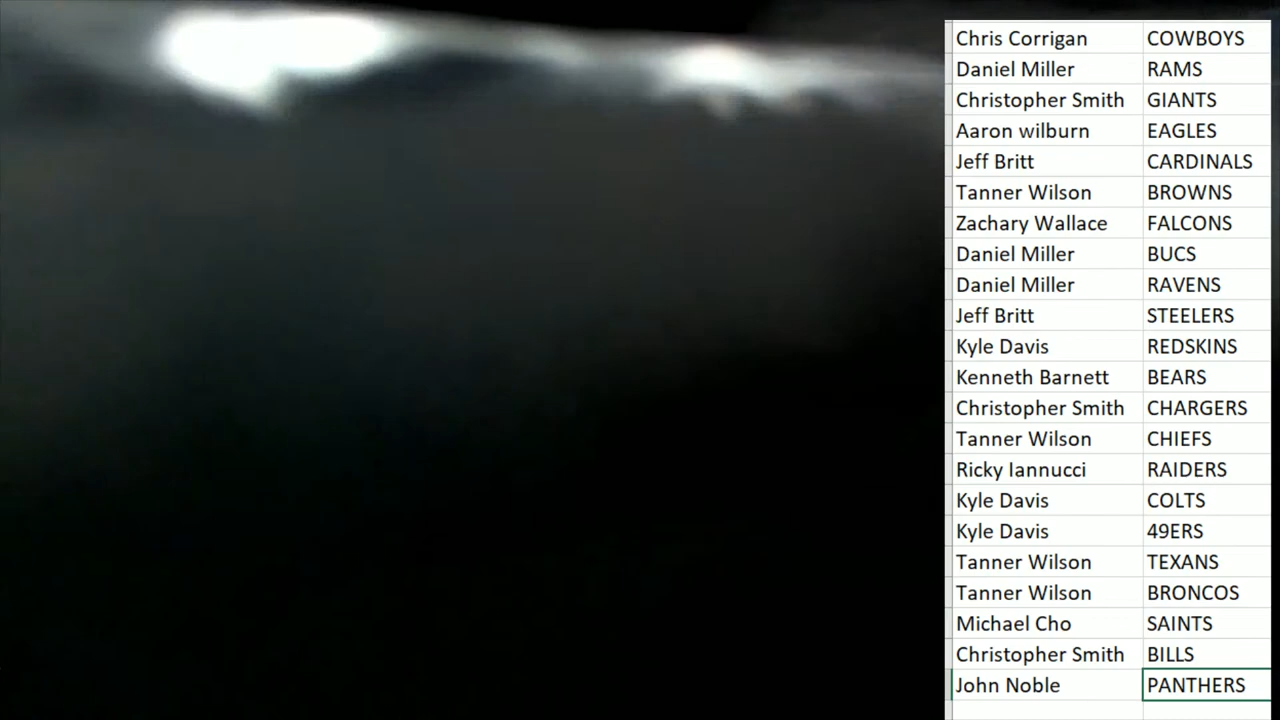 Chris Corrigan COWBOYS
Daniel Miller RAMS
Christopher Smith GIANTS
Aaron wilburn EAGLES
Jeff Britt CARDINALS
Tanner Wilson BROWNS
Zachary Wallace FALCONS
Daniel Miller BUCS
Daniel Miller RAVENS
Jeff Britt STEELERS
Kyle Davis REDSKINS
Kenneth Barnett BEARS
Christopher Smith CHARGERS
Tanner Wilson CHIEFS
Ricky Iannucci RAIDERS
Kyle Davis COLTS
Kyle Davis 49ERS
Tanner Wilson TEXANS
Tanner Wilson BRONCOS
Michael Cho SAINTS
Christopher Smith BILLS
John Noble PANTHERS